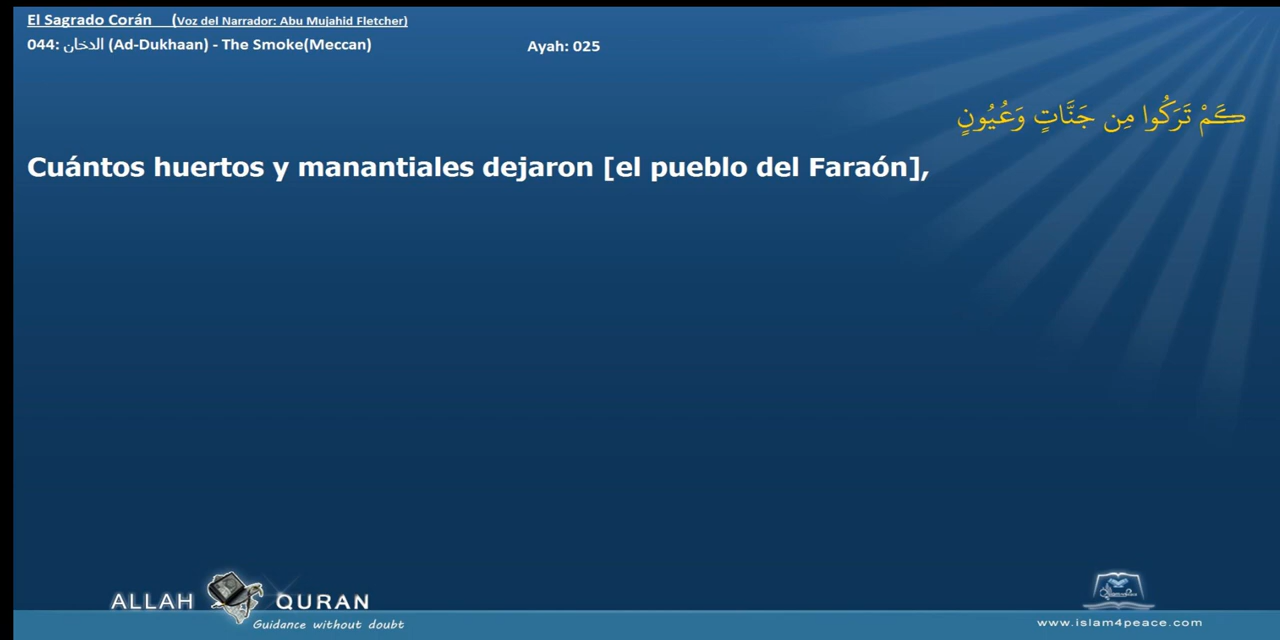 El Sagrado Corán (Voz del Narrador: Abu Mujahid Fletcher)
044: الدخان (Ad-Dukhaan) - The Smoke(Meccan) Ayah: 025
كَمْ تَرَكُوا مِن جَنَّاتٍ وَعُيُونٍ
Cuántos huertos y manantiales dejaron [el pueblo del Faraón],
ALLAH QURAN
Guidance without doubt
www.islam4peace.com